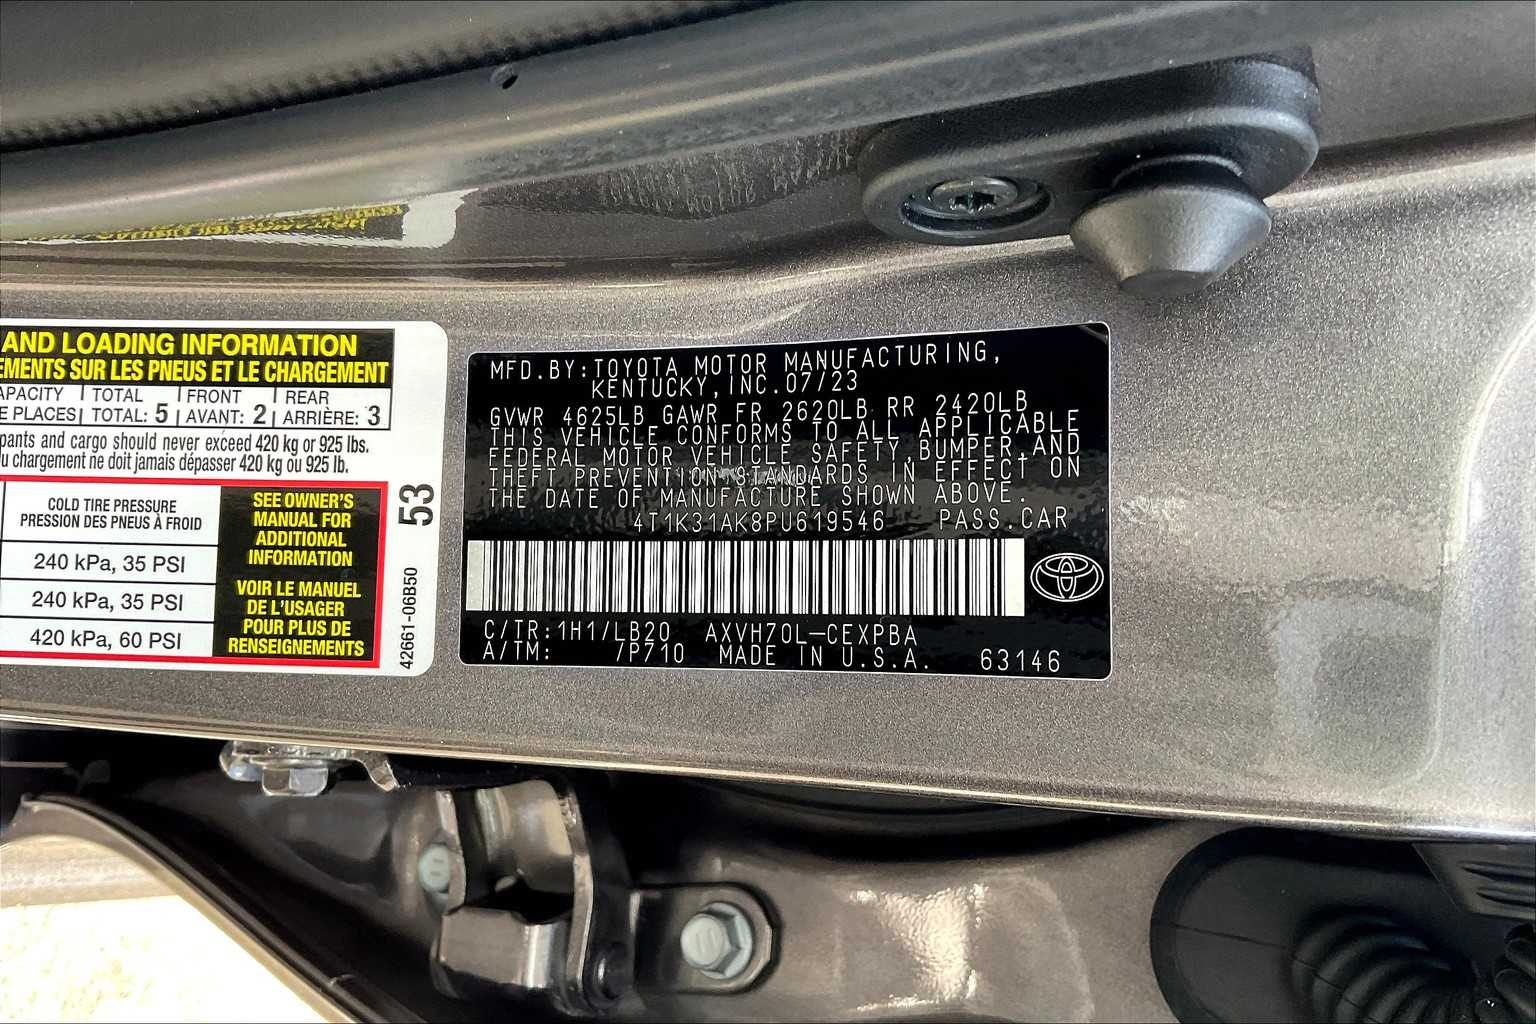 AND LOADING INFORMATION
EMENTS SUR LES PNEUS ET LE CHARGEMENT
APACITY TOTAL FRONT REAR
E PLACES TOTAL: 5 AVANT: 2 ARRIÈRE: 3
pants and cargo should never exceed 420 kg or 925 lbs.
u chargement ne doit jamais dépasser 420 kg ou 925 lb.
COLD TIRE PRESSURE
PRESSION DES PNEUS À FROID
240 kPa, 35 PSI
240 kPa, 35 PSI
420 kPa, 60 PSI
SEE OWNER'S
MANUAL FOR
ADDITIONAL
INFORMATION
VOIR LE MANUEL
DE L'USAGER
POUR PLUS DE
RENSEIGNEMENTS
53
42661-06B50
MFD.BY:TOYOTA MOTOR MANUFACTURING,
KENTUCKY,INC.07/23
GVWR 4625LB GAWR FR 2620LB RR 2420LB
THIS VEHICLE CONFORMS TO ALL APPLICABLE
FEDERAL MOTOR VEHICLE SAFETY,BUMPER,AND
THEFT PREVENTION STANDARDS IN EFFECT ON
THE DATE OF MANUFACTURE SHOWN ABOVE.
4T1K31AK8PU619546 PASS.CAR
C/TR:1H1/LB20 AXVH70L-CEXPBA
A/TM: /P710 MADE IN U.S.A. 63146